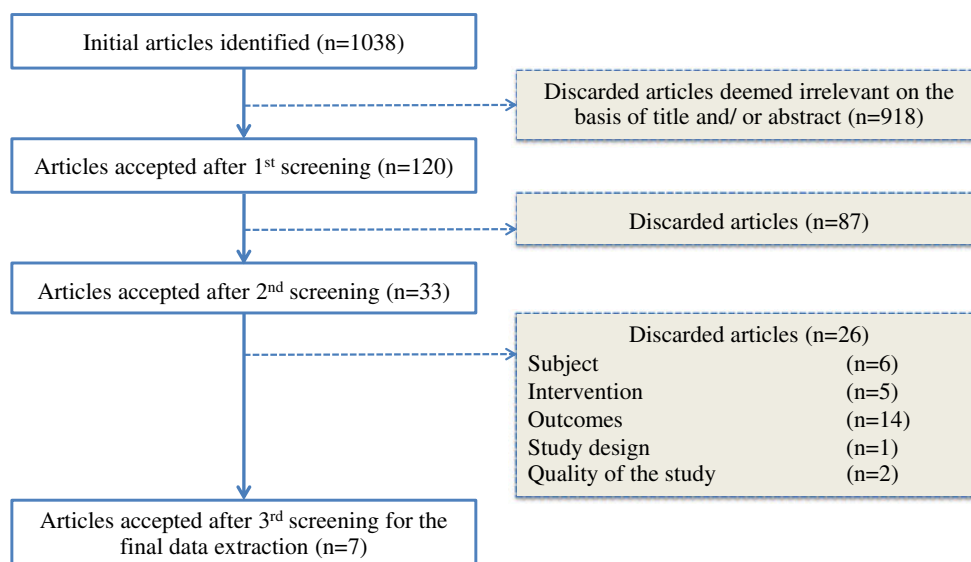 Initial articles identified (n=1038)
Discarded articles deemed irrelevant on the
basis of title and/ or abstract (n=918)
Articles accepted after 1st screening (n=120)
Discarded articles (n=87)
Articles accepted after 2nd screening (n=33)
Discarded articles (n=26)
Subject (n=6)
Intervention (n=5)
Outcomes (n=14)
Study design (n=1)
Quality of the study (n=2)
Articles accepted after 3rd screening for the
final data extraction (n=7)